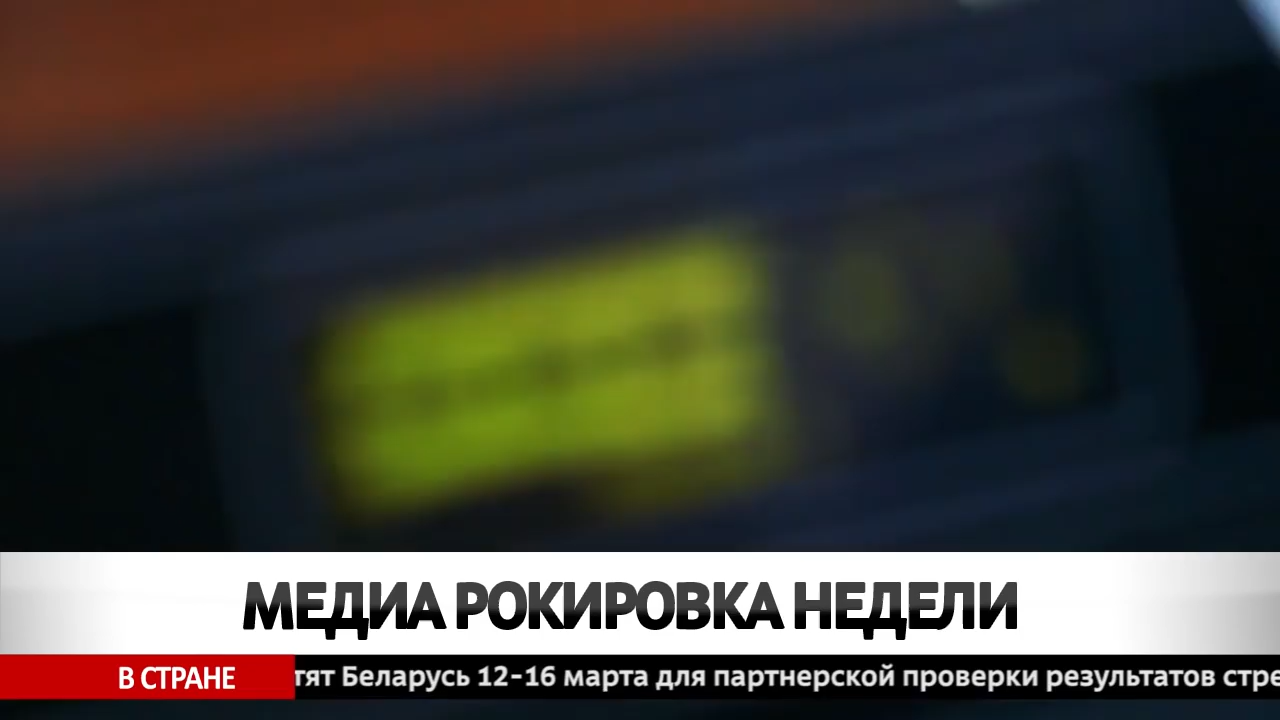 МЕДИА РОКИРОВКА НЕДЕЛИ
В СТРАНЕ
тят Беларусь 12-16 марта для партнерской проверки результатов стре